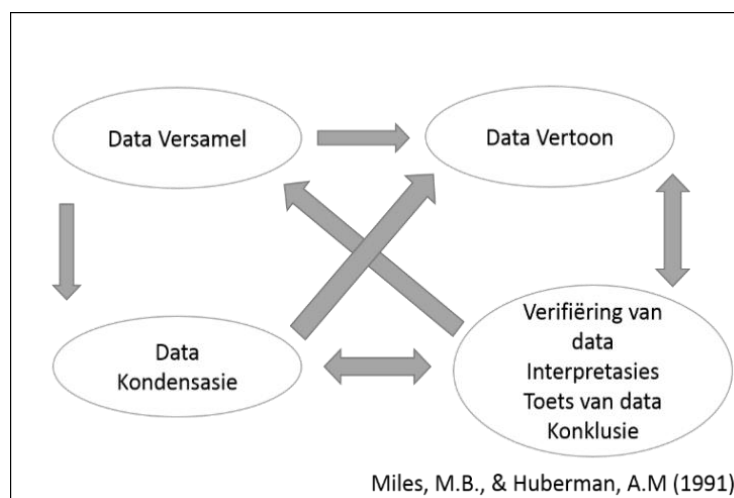 Data Versamel
Data Vertoon
Data
Kondensasie
Verifiëring van
data
Interpretasies
Toets van data
Konklusie
Miles, M.B., & Huberman, A.M (1991)